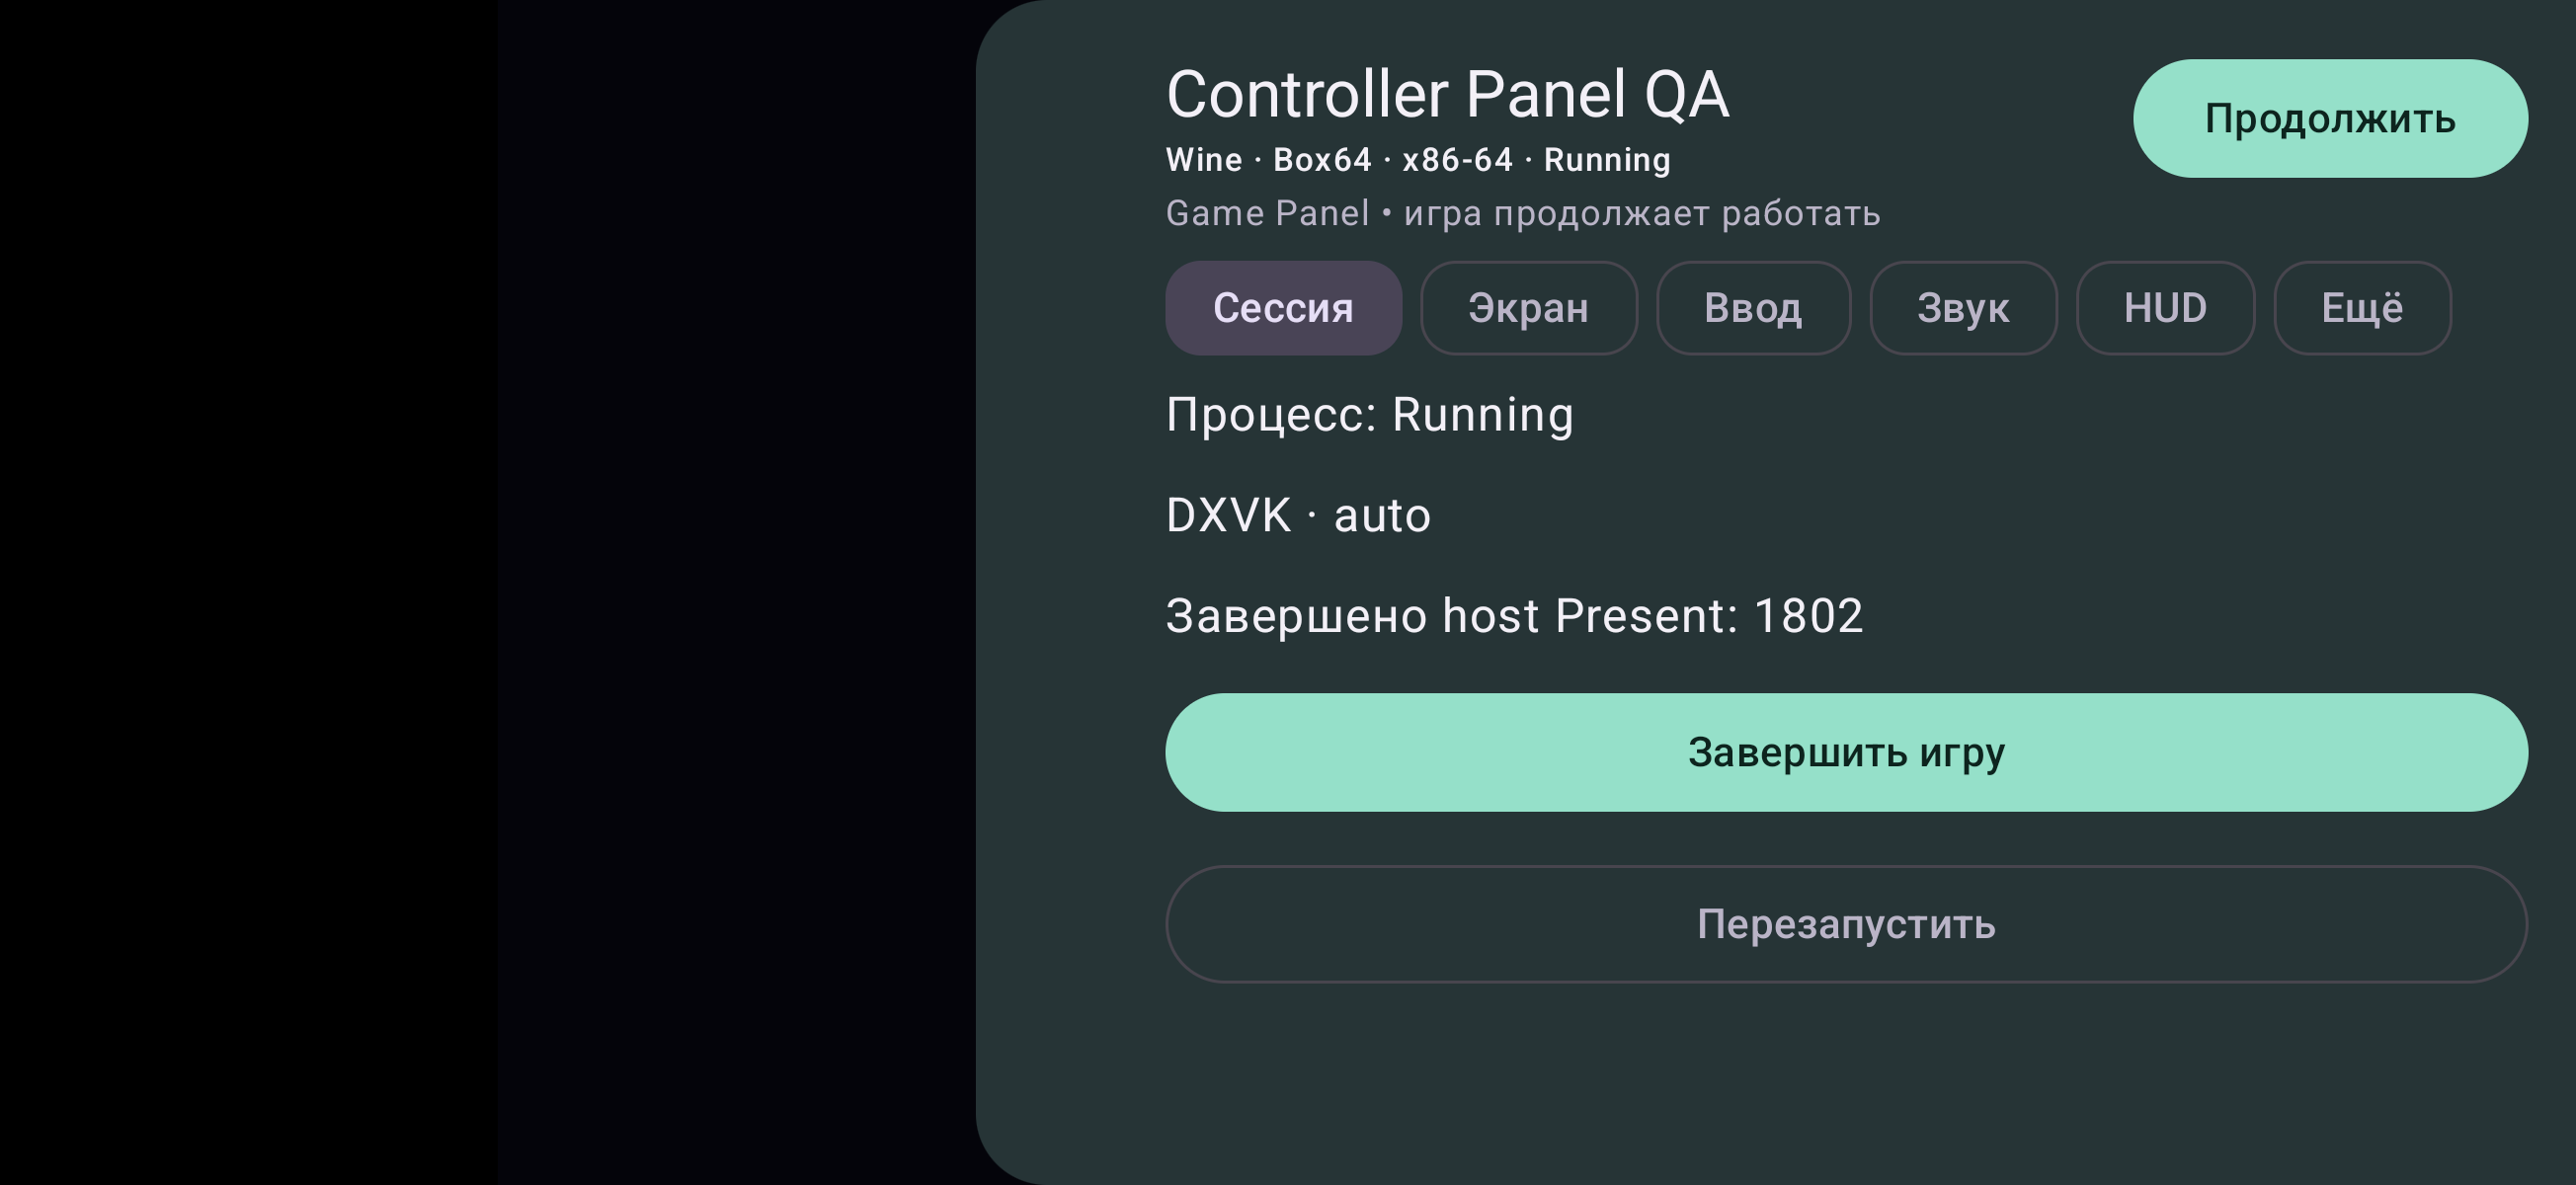 Controller Panel QA
Продолжить
Wine · Box64 · x86-64 · Running
Game Panel • игра продолжает работать
Сессия Экран Ввод Звук HUD Ещё
Процесс: Running
DXVK · auto
Завершено host Present: 1802
Завершить игру
Перезапустить